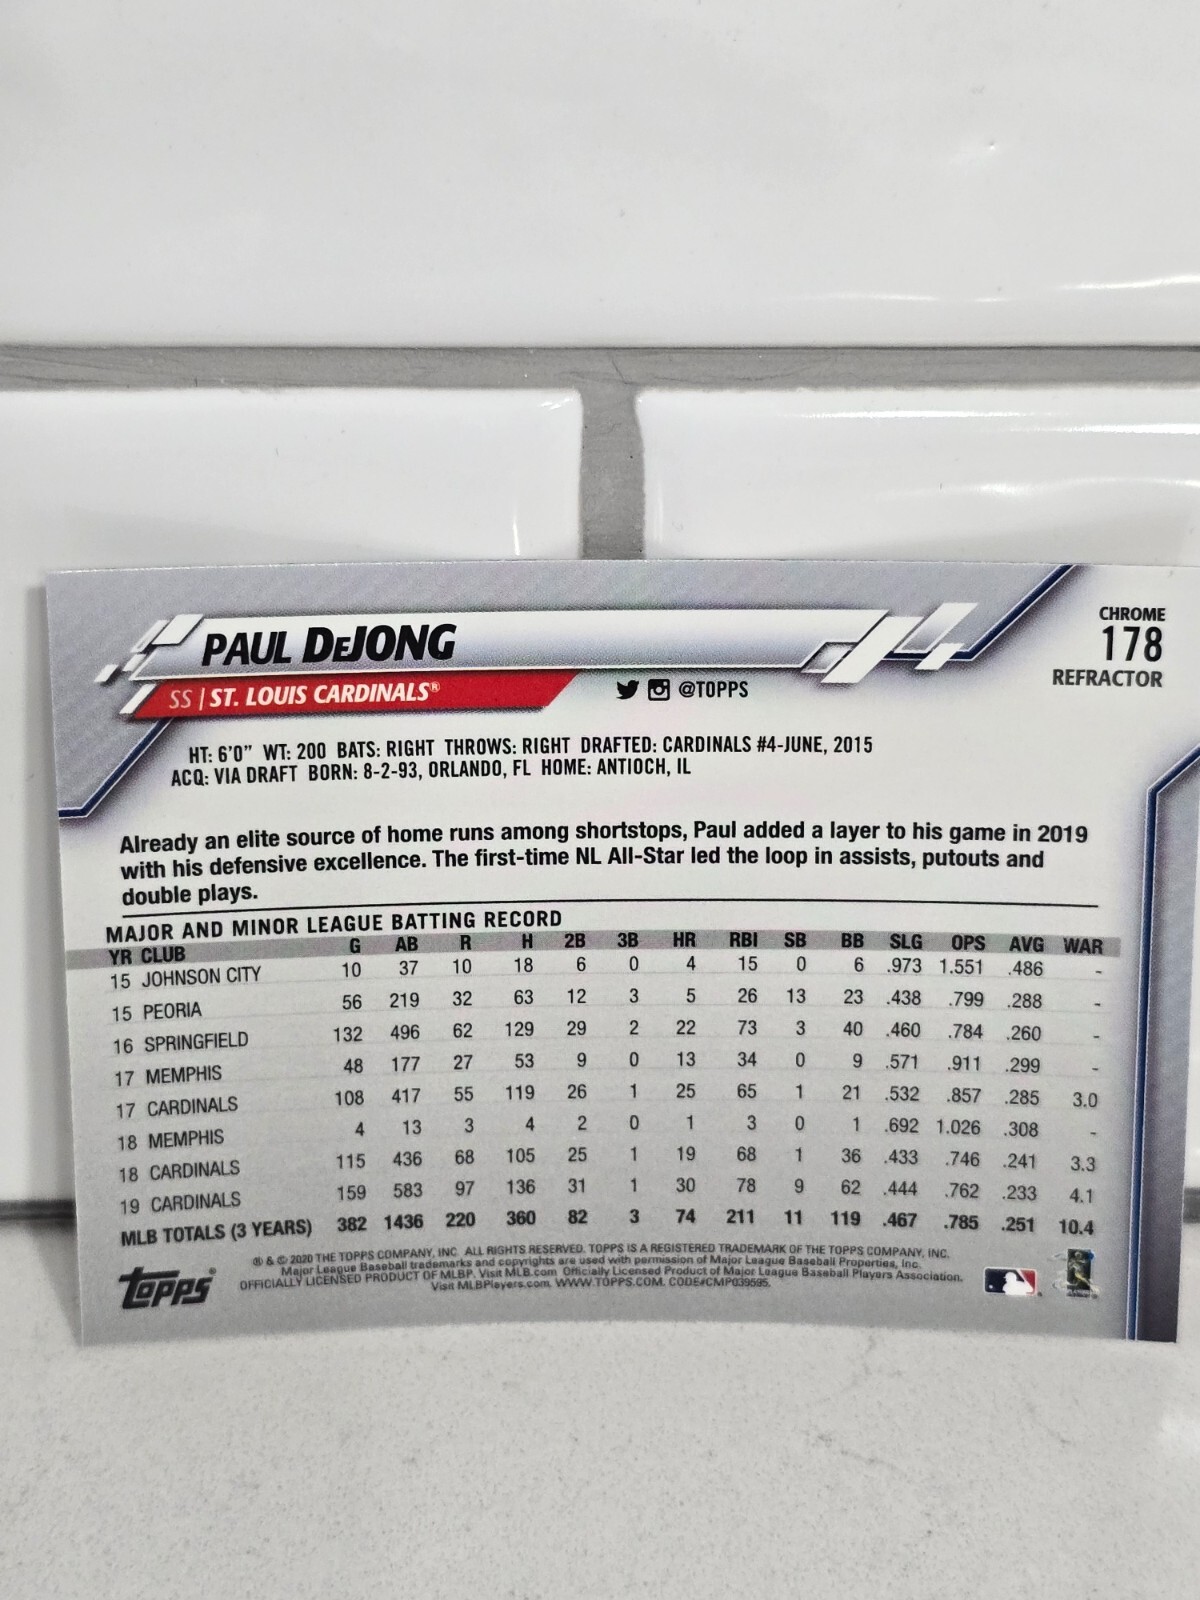 PAUL DeJONG
SS | ST. LOUIS CARDINALS®
@TOPPS
CHROME
178
REFRACTOR
HT: 6'0" WT: 200 BATS: RIGHT THROWS: RIGHT DRAFTED: CARDINALS #4-JUNE, 2015
ACQ: VIA DRAFT BORN: 8-2-93, ORLANDO, FL HOME: ANTIOCH, IL
Already an elite source of home runs among shortstops, Paul added a layer to his game in 2019
with his defensive excellence. The first-time NL All-Star led the loop in assists, putouts and
double plays.
MAJOR AND MINOR LEAGUE BATTING RECORD
YR CLUB G AB R H 2B 3B HR RBI SB BB SLG OPS AVG WAR
15 JOHNSON CITY 10 37 10 18 6 0 4 15 0 6 .973 1.551 .486 -
15 PEORIA 56 219 32 63 12 3 5 26 13 23 .438 .799 .288 -
16 SPRINGFIELD 132 496 62 129 29 2 22 73 3 40 .460 .784 .260 -
17 MEMPHIS 48 177 27 53 9 0 13 34 0 9 .571 .911 .299 -
17 CARDINALS 108 417 55 119 26 1 25 65 1 21 .532 .857 .285 3.0
18 MEMPHIS 4 13 3 4 2 0 1 3 0 1 .692 1.026 .308 -
18 CARDINALS 115 436 68 105 25 1 19 68 1 36 .433 .746 .241 3.3
19 CARDINALS 159 583 97 136 31 1 30 78 9 62 .444 .762 .233 4.1
MLB TOTALS (3 YEARS) 382 1436 220 360 82 3 74 211 11 119 .467 .785 .251 10.4
topps®
® & © 2020 THE TOPPS COMPANY, INC. ALL RIGHTS RESERVED. TOPPS IS A REGISTERED TRADEMARK OF THE TOPPS COMPANY, INC.
Major League Baseball trademarks and copyrights are used with permission of Major League Baseball Properties, Inc.
OFFICIALLY LICENSED PRODUCT OF MLBP. Visit MLB.com Officially Licensed Product of Major League Baseball Players Association.
Visit MLBPlayers.com, WWW.TOPPS.COM. CODE#CMP039695.